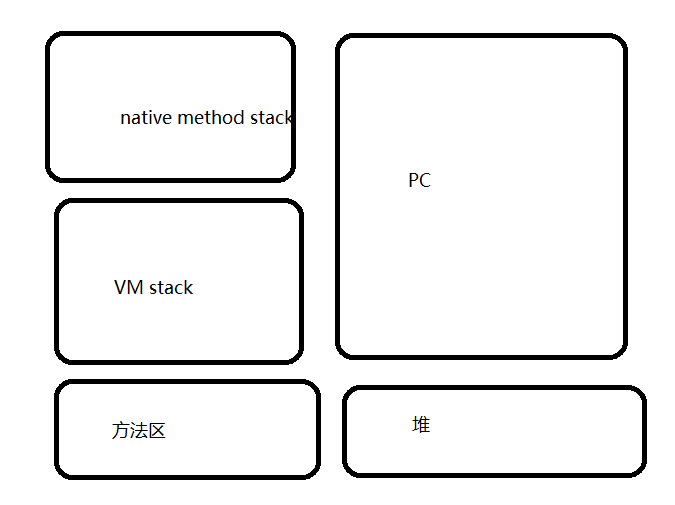 native method stack
PC
VM stack
方法区
堆